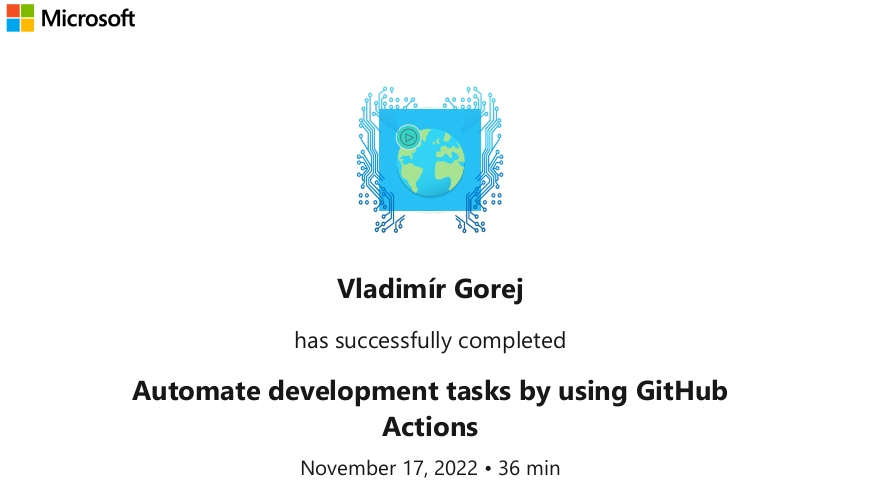 Microsoft
Vladimír Gorej
has successfully completed
Automate development tasks by using GitHub
Actions
November 17, 2022 • 36 min